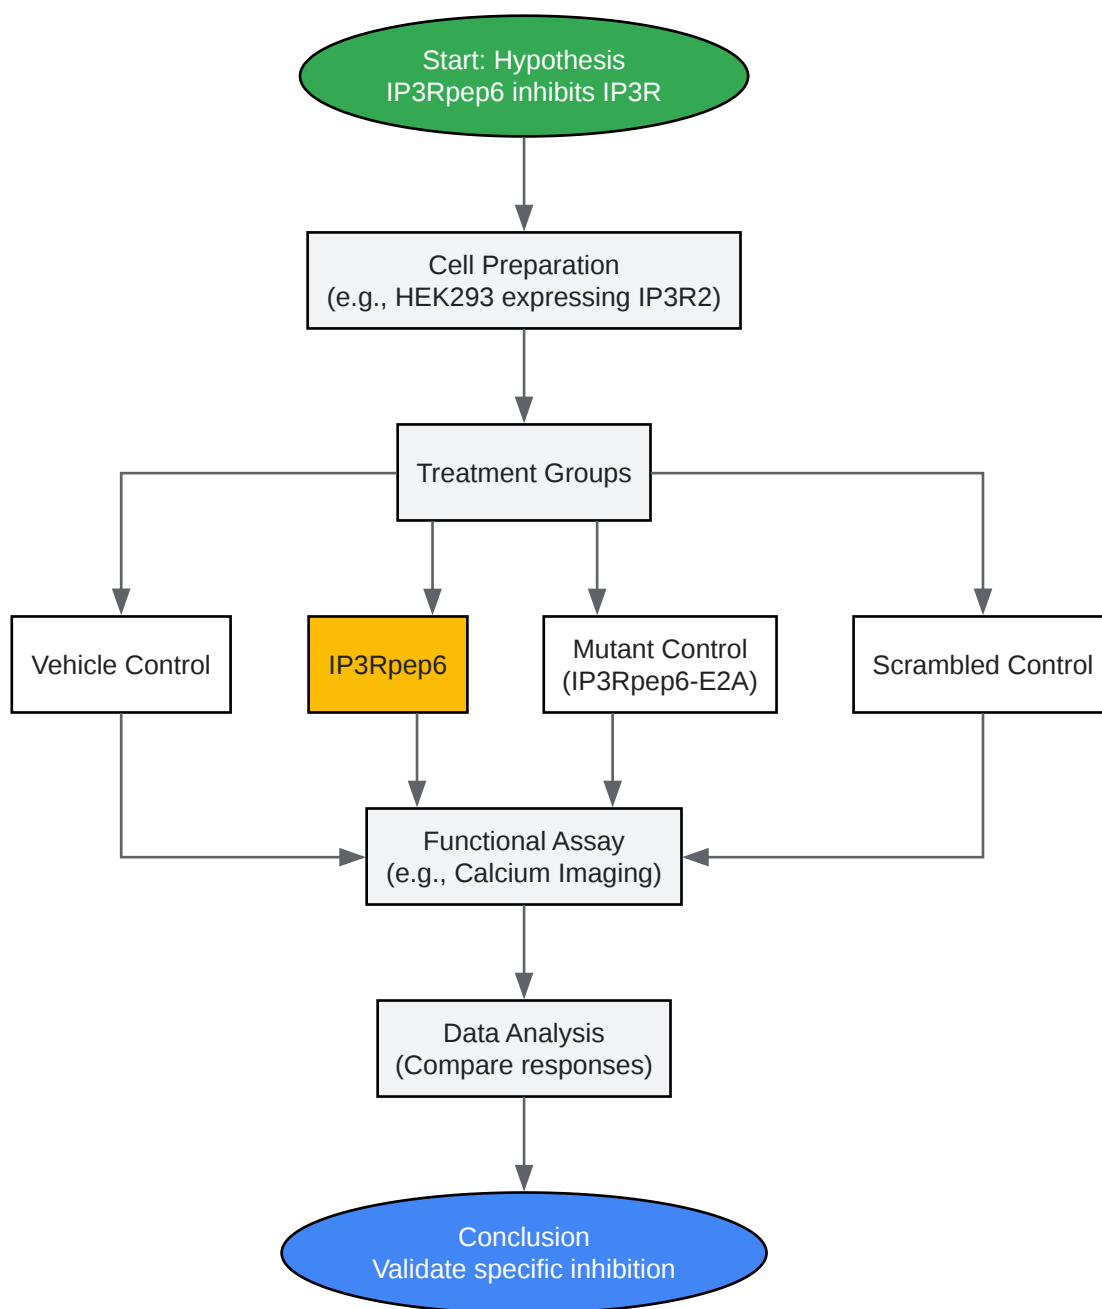 Start: Hypothesis
IP3Rpep6 inhibits IP3R
Cell Preparation
(e.g., HEK293 expressing IP3R2)
Treatment Groups
Vehicle Control
IP3Rpep6
Mutant Control
(IP3Rpep6-E2A)
Scrambled Control
Functional Assay
(e.g., Calcium Imaging)
Data Analysis
(Compare responses)
Conclusion
Validate specific inhibition